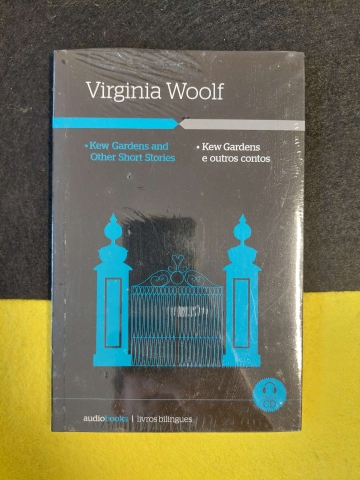 Virginia Woolf
• Kew Gardens and
Other Short Stories
• Kew Gardens
e outros contos
CD
audiobooks | livros bilingues